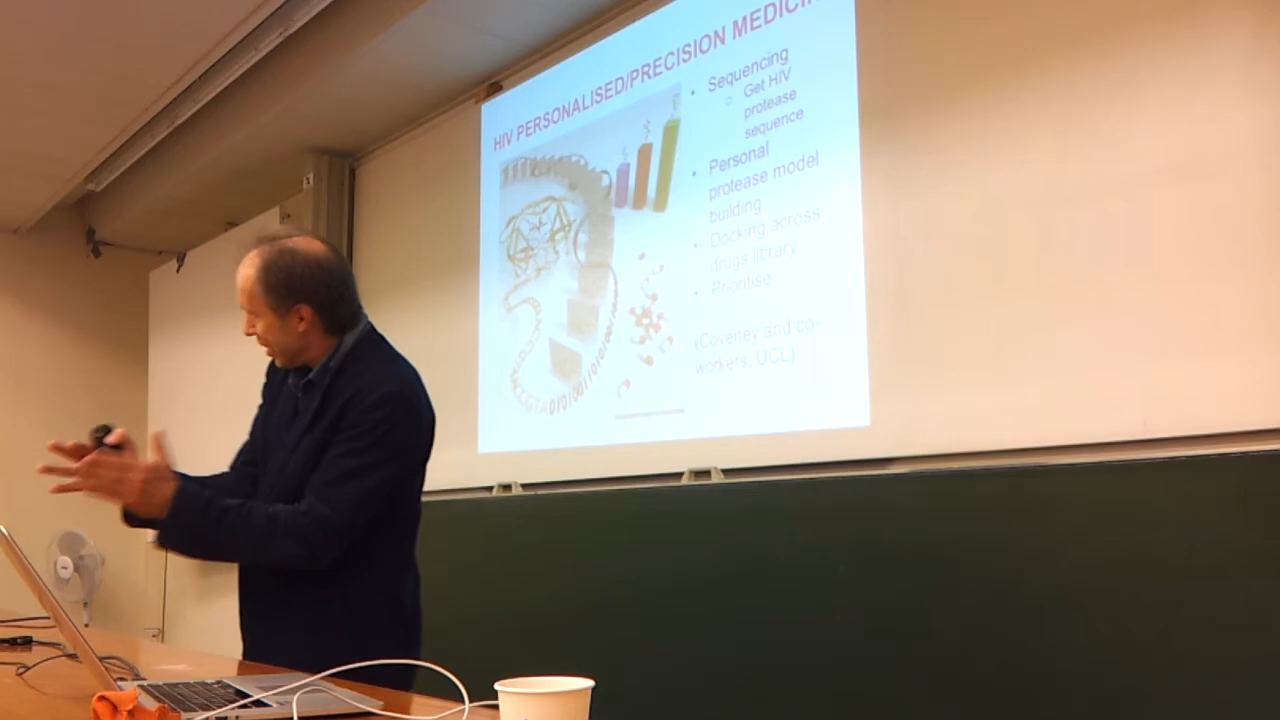 HIV PERSONALISED/PRECISION MEDICIN
• Sequencing
○ Get HIV
protease
sequence
• Personal
protease model
building
• Docking across
drugs library
• Prioritise
(Coveney and co-
workers, UCL)